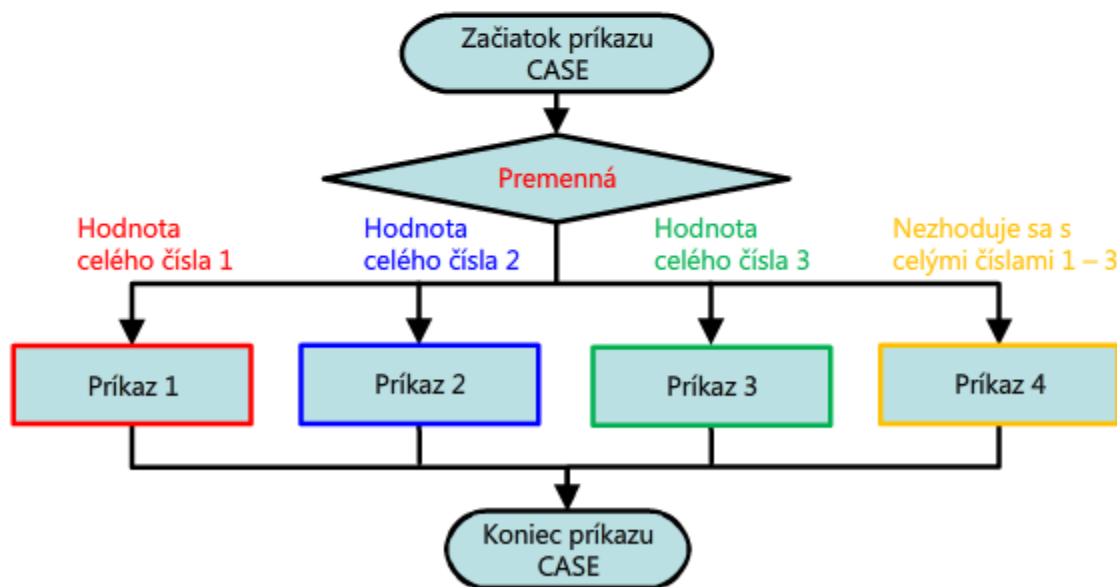 Začiatok príkazu
CASE
Premenná
Hodnota
celého čísla 1
Hodnota
celého čísla 2
Hodnota
celého čísla 3
Nezhoduje sa s
celými číslami 1 – 3
Príkaz 1
Príkaz 2
Príkaz 3
Príkaz 4
Koniec príkazu
CASE